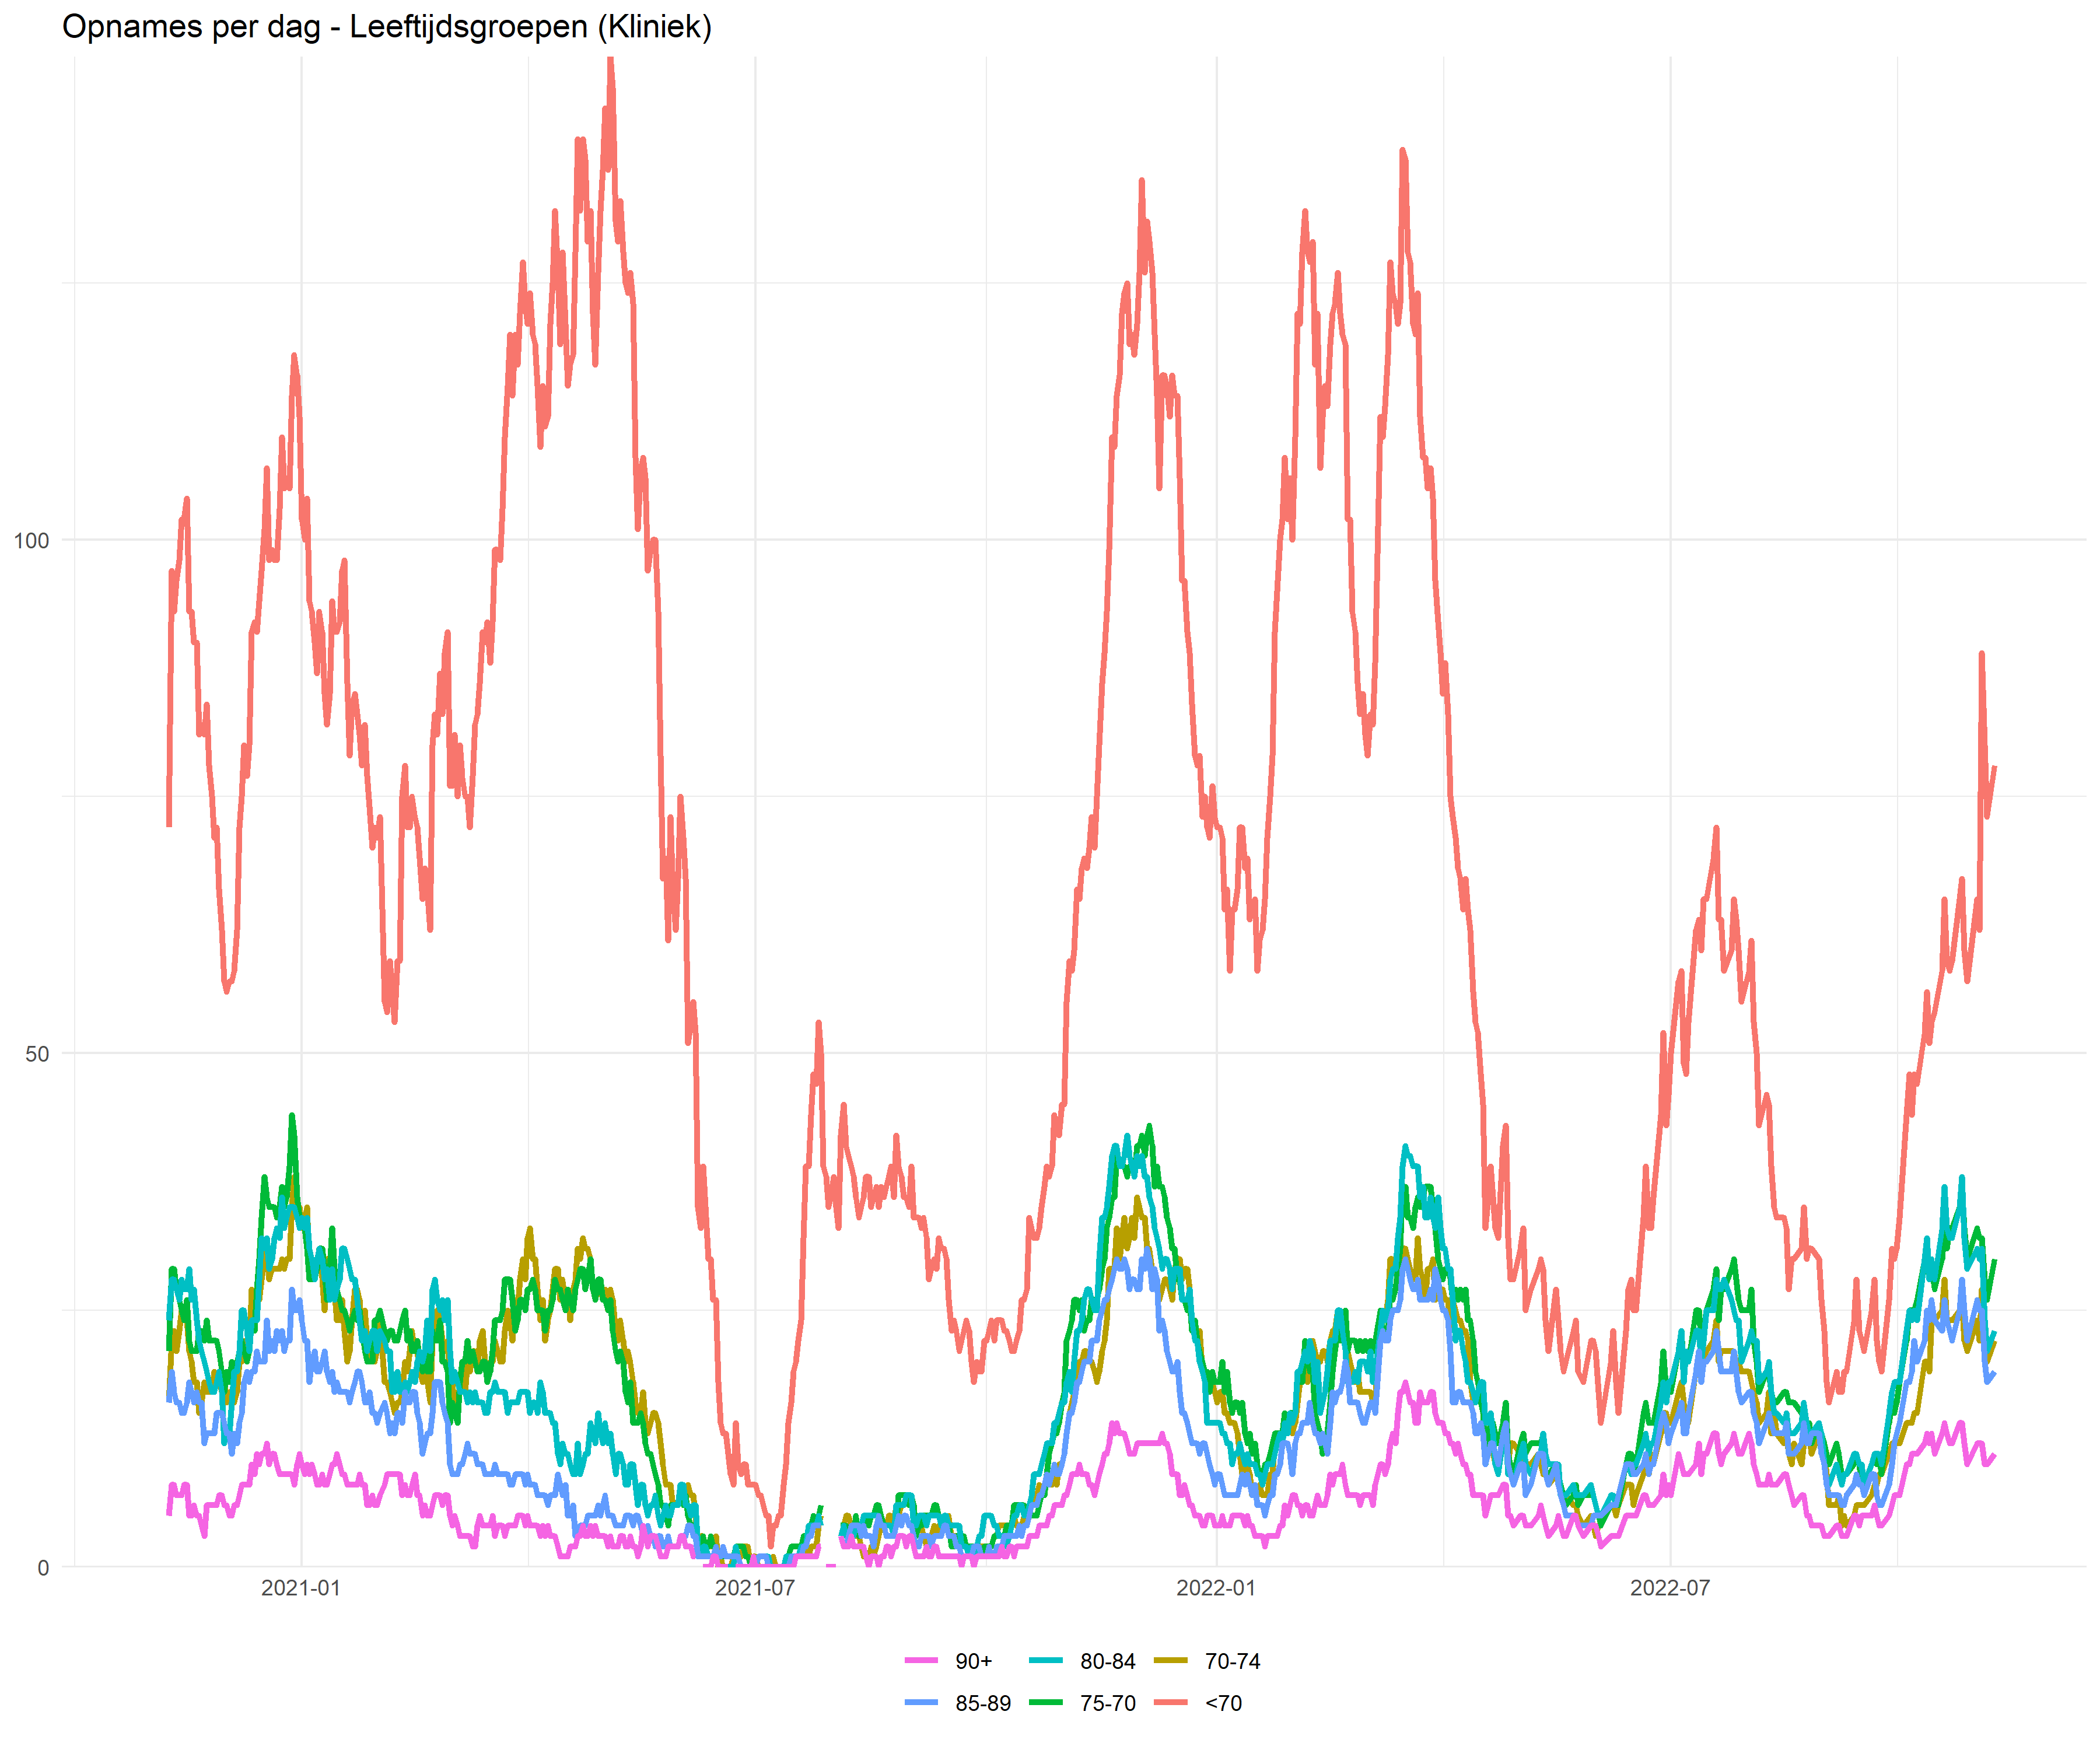 Opnames per dag - Leeftijdsgroepen (Kliniek)
100
50
0
2021-01 2021-07 2022-01 2022-07
90+ 80-84 70-74
85-89 75-70 <70